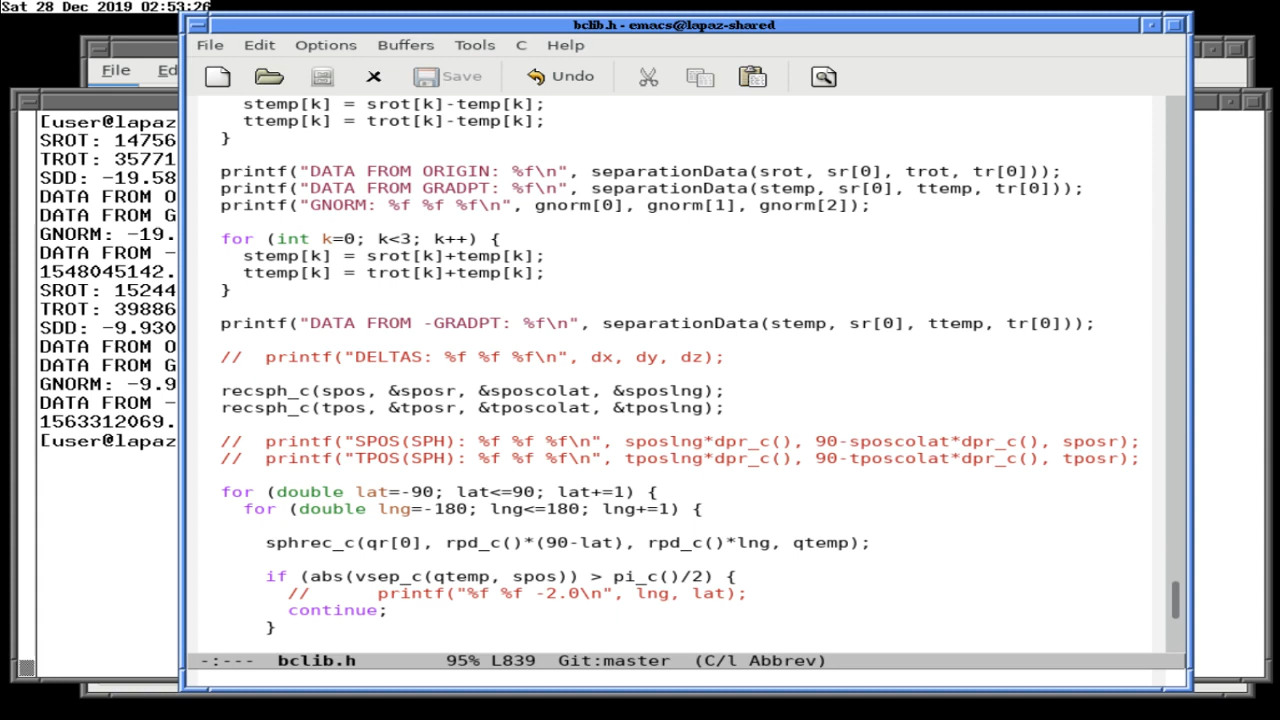 Sat 28 Dec 2019 02:53:26
bclib.h - emacs@lapaz-shared
File Ed
File Edit Options Buffers Tools C Help
Save Undo
[user@lapaz
SROT: 14756
TROT: 35771
SDD: -19.58
DATA FROM O
DATA FROM G
GNORM: -19.
DATA FROM -
1548045142.
SROT: 15244
TROT: 39886
SDD: -9.930
DATA FROM O
DATA FROM G
GNORM: -9.9
DATA FROM -
1563312069.
[user@lapaz
stemp[k] = srot[k]-temp[k];
ttemp[k] = trot[k]-temp[k];
}
printf("DATA FROM ORIGIN: %f\n", separationData(srot, sr[0], trot, tr[0]));
printf("DATA FROM GRADPT: %f\n", separationData(stemp, sr[0], ttemp, tr[0]));
printf("GNORM: %f %f %f\n", gnorm[0], gnorm[1], gnorm[2]);
for (int k=0; k<3; k++) {
stemp[k] = srot[k]+temp[k];
ttemp[k] = trot[k]+temp[k];
}
printf("DATA FROM -GRADPT: %f\n", separationData(stemp, sr[0], ttemp, tr[0]));
// printf("DELTAS: %f %f %f\n", dx, dy, dz);
recsph_c(spos, &sposr, &sposcolat, &sposlng);
recsph_c(tpos, &tposr, &tposcolat, &tposlng);
// printf("SPOS(SPH): %f %f %f\n", sposlng*dpr_c(), 90-sposcolat*dpr_c(), sposr);
// printf("TPOS(SPH): %f %f %f\n", tposlng*dpr_c(), 90-tposcolat*dpr_c(), tposr);
for (double lat=-90; lat<=90; lat+=1) {
for (double lng=-180; lng<=180; lng+=1) {
sphrec_c(qr[0], rpd_c()*(90-lat), rpd_c()*lng, qtemp);
if (abs(vsep_c(qtemp, spos)) > pi_c()/2) {
// printf("%f %f -2.0\n", lng, lat);
continue;
}
-:--- bclib.h 95% L839 Git:master (C/l Abbrev)